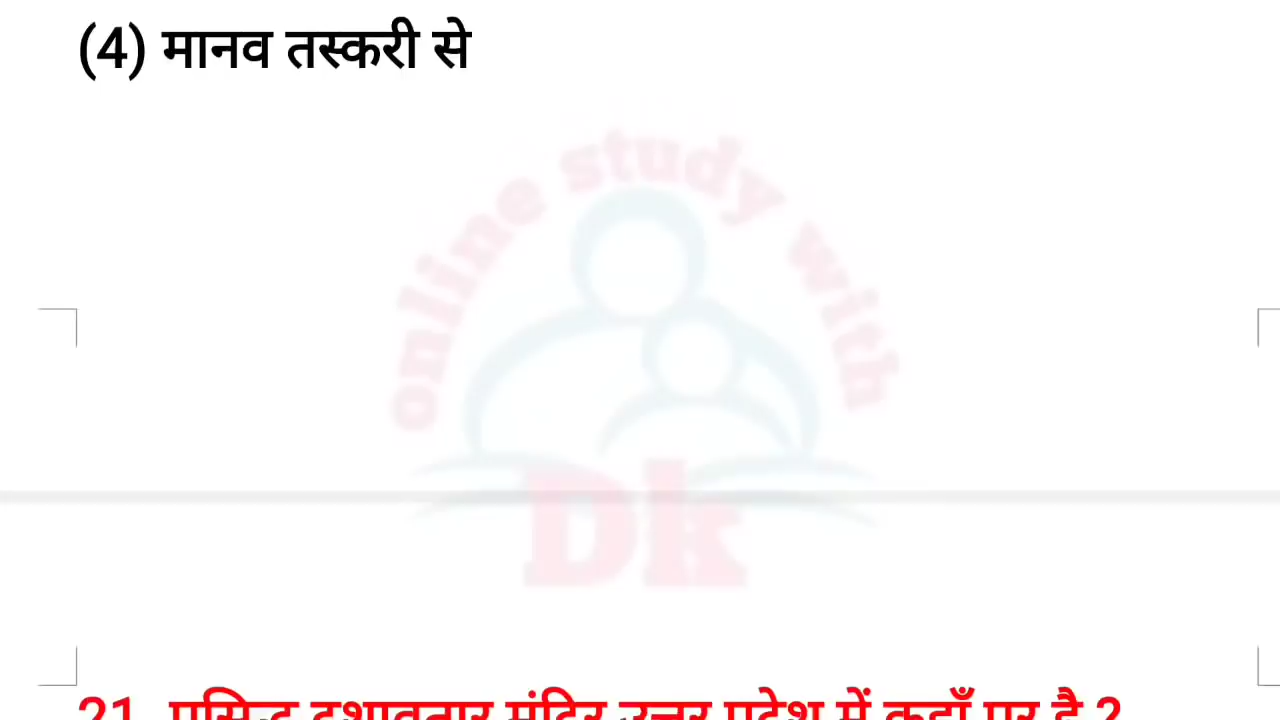 (4) मानव तस्करी से
online study with
Dk
21. प्रसिद्ध दशावतार मंदिर उत्तर प्रदेश में कहाँ पर है ?